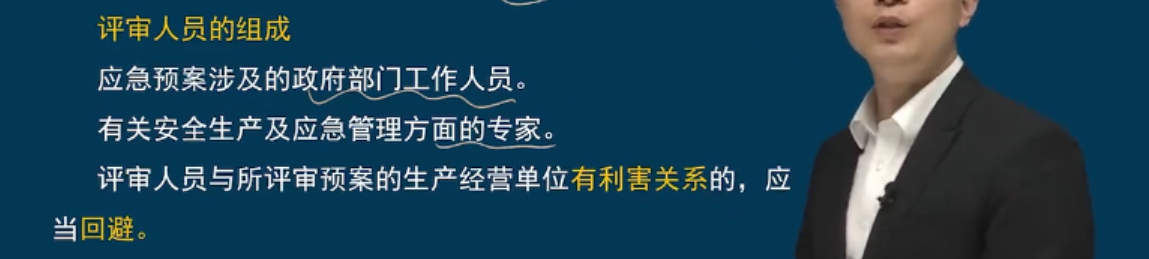 评审人员的组成
应急预案涉及的政府部门工作人员。
有关安全生产及应急管理方面的专家。
评审人员与所评审预案的生产经营单位有利害关系的，应
当回避。